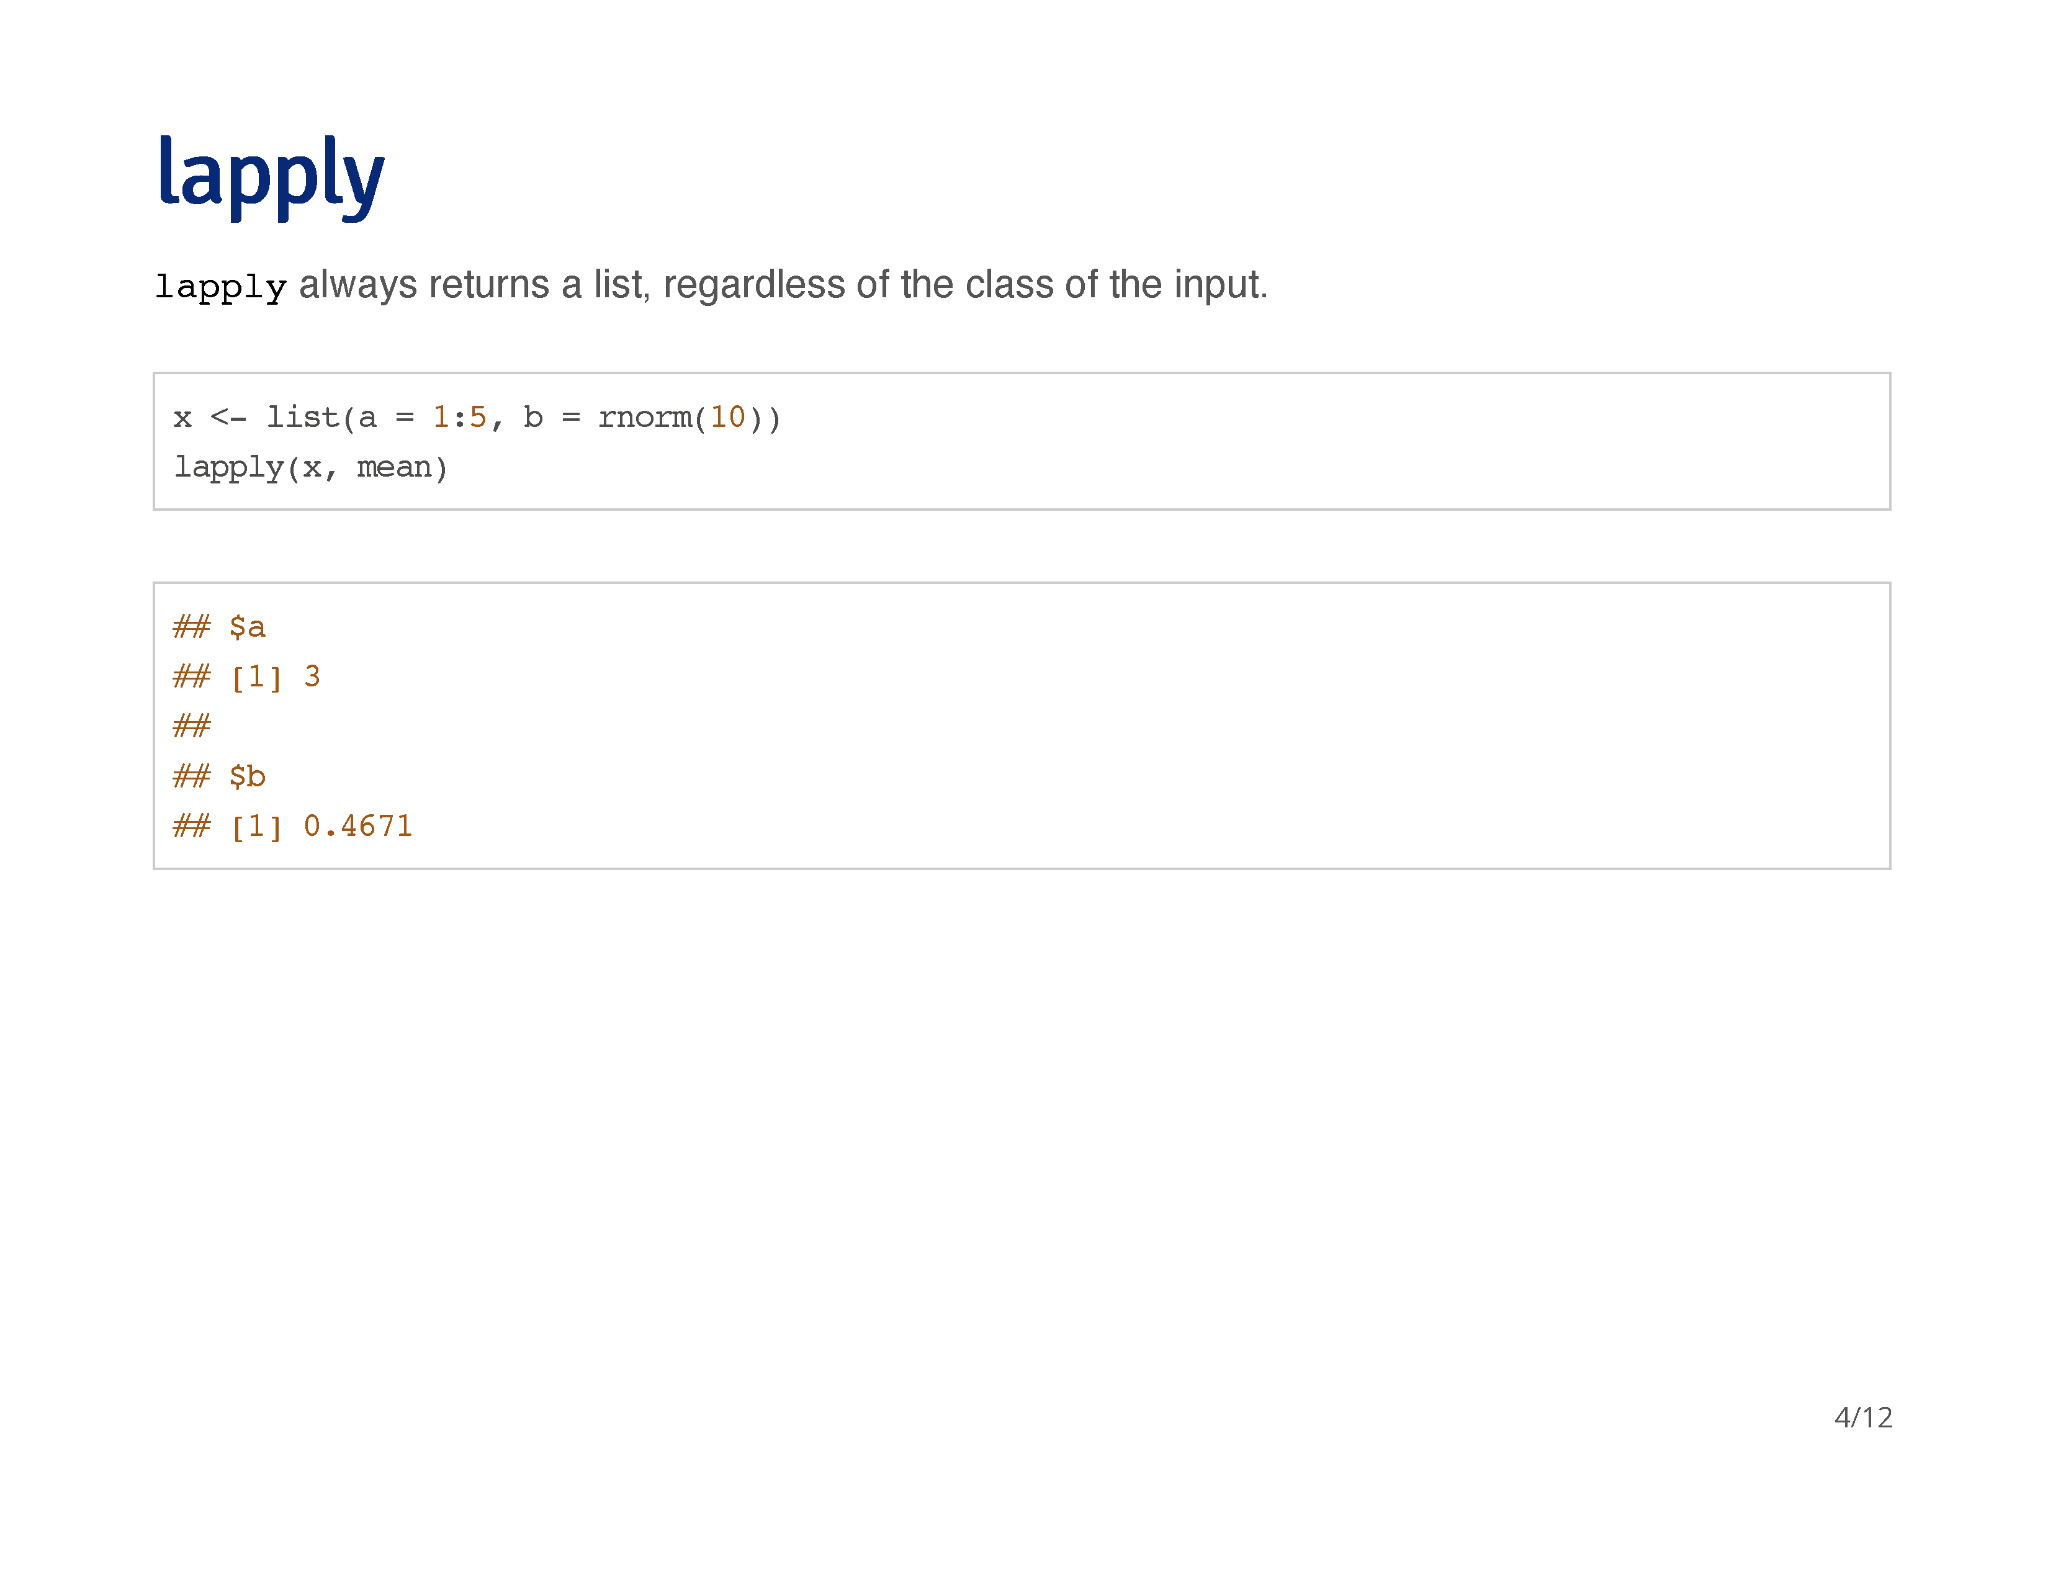 lapply
lapply always returns a list, regardless of the class of the input.
x <- list(a = 1:5, b = rnorm(10))
lapply(x, mean)
## $a
## [1] 3
##
## $b
## [1] 0.4671
4/12